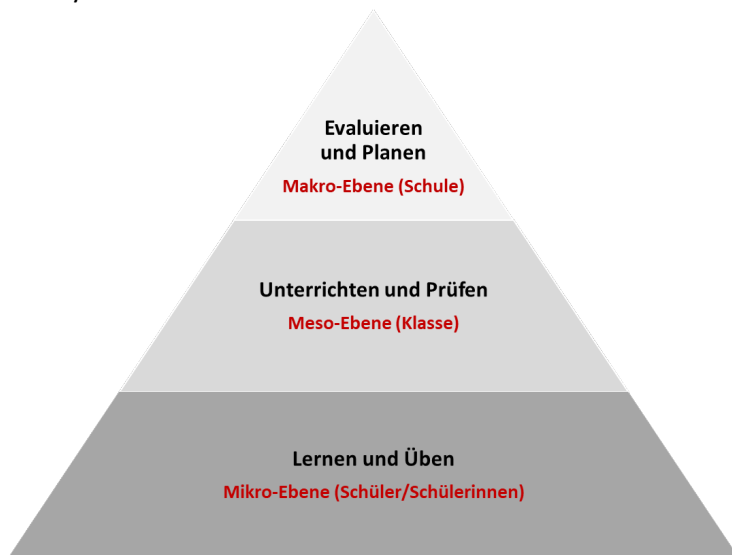 Evaluieren
und Planen
Makro-Ebene (Schule)
Unterrichten und Prüfen
Meso-Ebene (Klasse)
Lernen und Üben
Mikro-Ebene (Schüler/Schülerinnen)